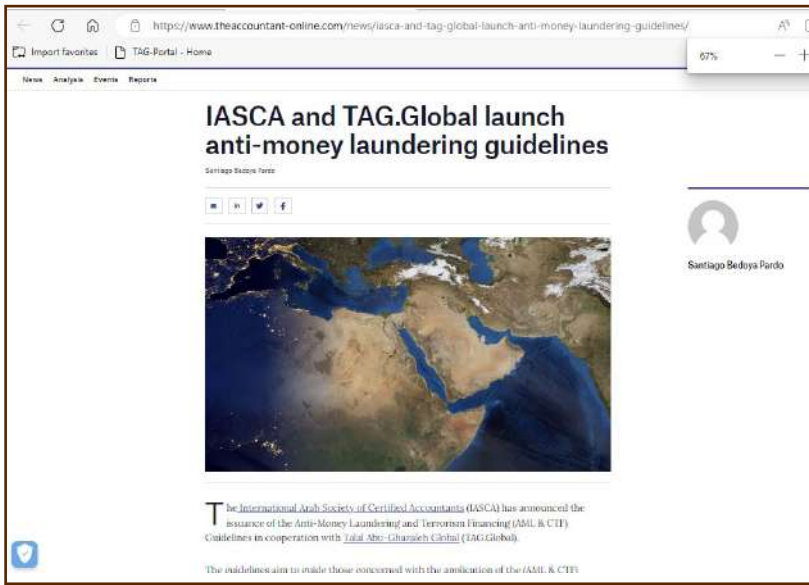 https://www.theaccountant-online.com/news/iasca-and-tag-global-launch-anti-money-laundering-guidelines/
Import favorites TAG-Portal - Home
67%
News Analysis Events Reports
IASCA and TAG.Global launch
anti-money laundering guidelines
Santiago Bedoya Pardo
Santiago Bedoya Pardo
The International Arab Society of Certified Accountants (IASCA) has announced the
issuance of the Anti-Money Laundering and Terrorism Financing (AML & CTF)
Guidelines in cooperation with Talal Abu-Ghazaleh Global (TAG.Global).
The guidelines aim to guide those concerned with the application of the (AML & CTF)